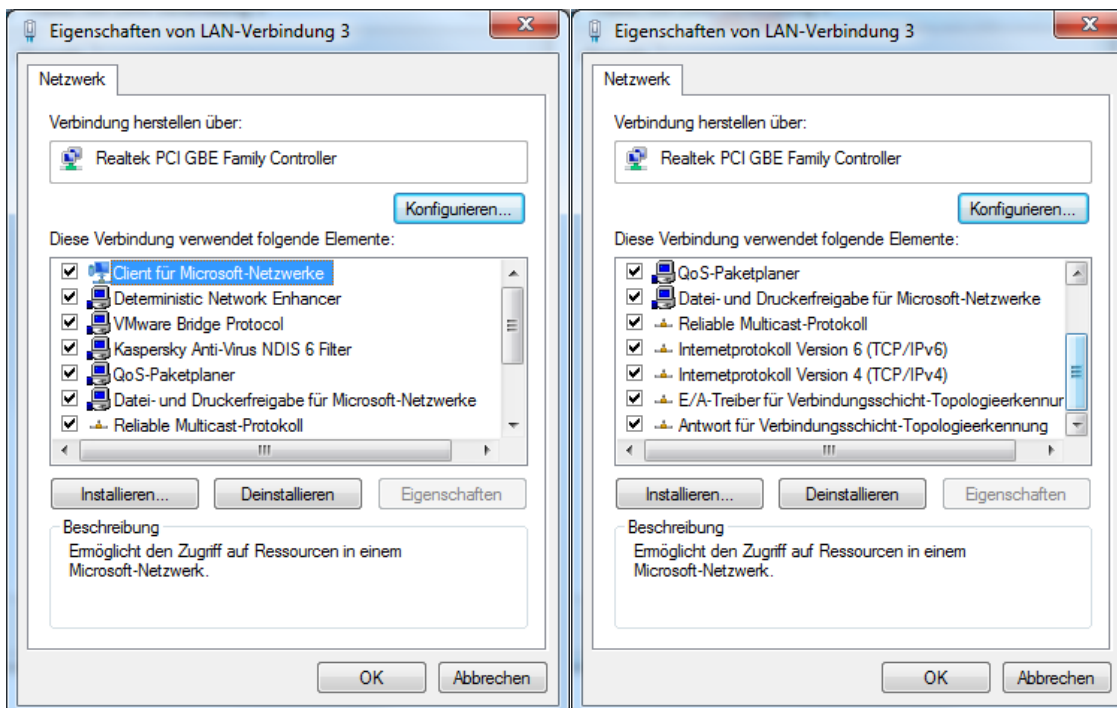 Eigenschaften von LAN-Verbindung 3
Netzwerk
Verbindung herstellen über:
Realtek PCI GBE Family Controller
Konfigurieren...
Diese Verbindung verwendet folgende Elemente:
Client für Microsoft-Netzwerke
Deterministic Network Enhancer
VMware Bridge Protocol
Kaspersky Anti-Virus NDIS 6 Filter
QoS-Paketplaner
Datei- und Druckerfreigabe für Microsoft-Netzwerke
Reliable Multicast-Protokoll
Installieren...
Deinstallieren
Eigenschaften
Beschreibung
Ermöglicht den Zugriff auf Ressourcen in einem
Microsoft-Netzwerk.
OK
Abbrechen
Eigenschaften von LAN-Verbindung 3
Netzwerk
Verbindung herstellen über:
Realtek PCI GBE Family Controller
Konfigurieren...
Diese Verbindung verwendet folgende Elemente:
QoS-Paketplaner
Datei- und Druckerfreigabe für Microsoft-Netzwerke
Reliable Multicast-Protokoll
Internetprotokoll Version 6 (TCP/IPv6)
Internetprotokoll Version 4 (TCP/IPv4)
E/A-Treiber für Verbindungsschicht-Topologieerkennur
Antwort für Verbindungsschicht-Topologieerkennung
Installieren...
Deinstallieren
Eigenschaften
Beschreibung
Ermöglicht den Zugriff auf Ressourcen in einem
Microsoft-Netzwerk.
OK
Abbrechen